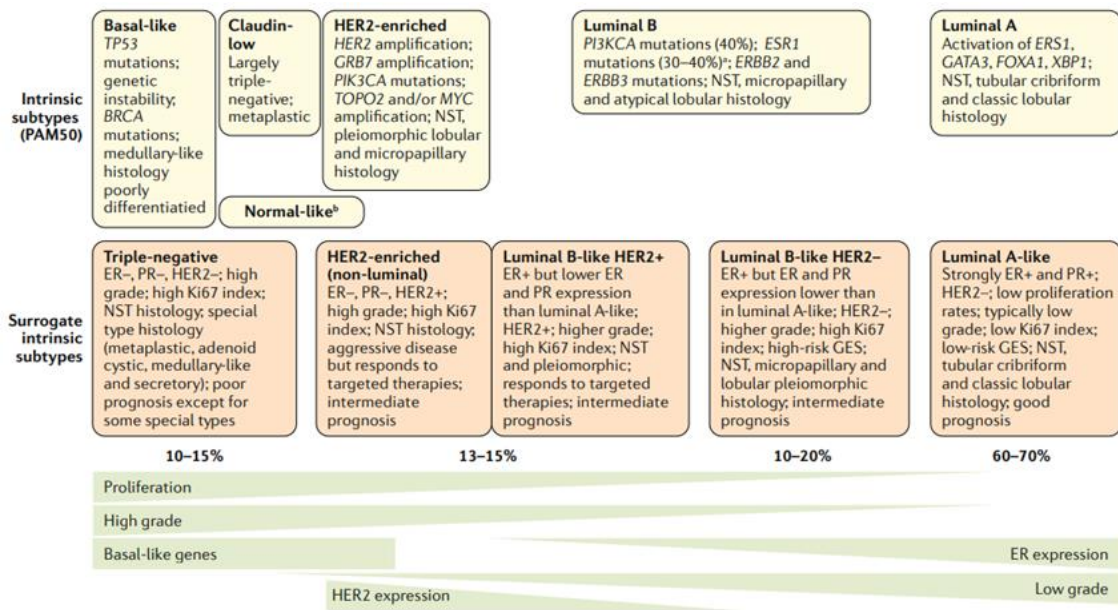 Intrinsic
subtypes
(PAM50)
Basal-like
TP53
mutations;
genetic
instability;
BRCA
mutations;
medullary-like
histology
poorly
differentiatied
Claudin-
low
Largely
triple-
negative;
metaplastic
HER2-enriched
HER2 amplification;
GRB7 amplification;
PIK3CA mutations;
TOPO2 and/or MYC
amplification; NST,
pleiomorphic lobular
and micropapillary
histology
Luminal B
PI3KCA mutations (40%); ESR1
mutations (30–40%)ᵃ; ERBB2 and
ERBB3 mutations; NST, micropapillary
and atypical lobular histology
Luminal A
Activation of ERS1,
GATA3, FOXA1, XBP1;
NST, tubular cribriform
and classic lobular
histology
Normal-likeᵇ
Surrogate
intrinsic
subtypes
Triple-negative
ER–, PR–, HER2–; high
grade; high Ki67 index;
NST histology; special
type histology
(metaplastic, adenoid
cystic, medullary-like
and secretory); poor
prognosis except for
some special types
HER2-enriched
(non-luminal)
ER–, PR–, HER2+;
high grade; high Ki67
index; NST histology;
aggressive disease
but responds to
targeted therapies;
intermediate
prognosis
Luminal B-like HER2+
ER+ but lower ER
and PR expression
than luminal A-like;
HER2+; higher grade;
high Ki67 index; NST
and pleiomorphic;
responds to targeted
therapies; intermediate
prognosis
Luminal B-like HER2–
ER+ but ER and PR
expression lower than
in luminal A-like; HER2–;
higher grade; high Ki67
index; high-risk GES;
NST, micropapillary and
lobular pleiomorphic
histology; intermediate
prognosis
Luminal A-like
Strongly ER+ and PR+;
HER2–; low proliferation
rates; typically low
grade; low Ki67 index;
low-risk GES; NST,
tubular cribriform
and classic lobular
histology; good
prognosis
10–15%
13–15%
10–20%
60–70%
Proliferation
High grade
Basal-like genes
ER expression
Low grade
HER2 expression